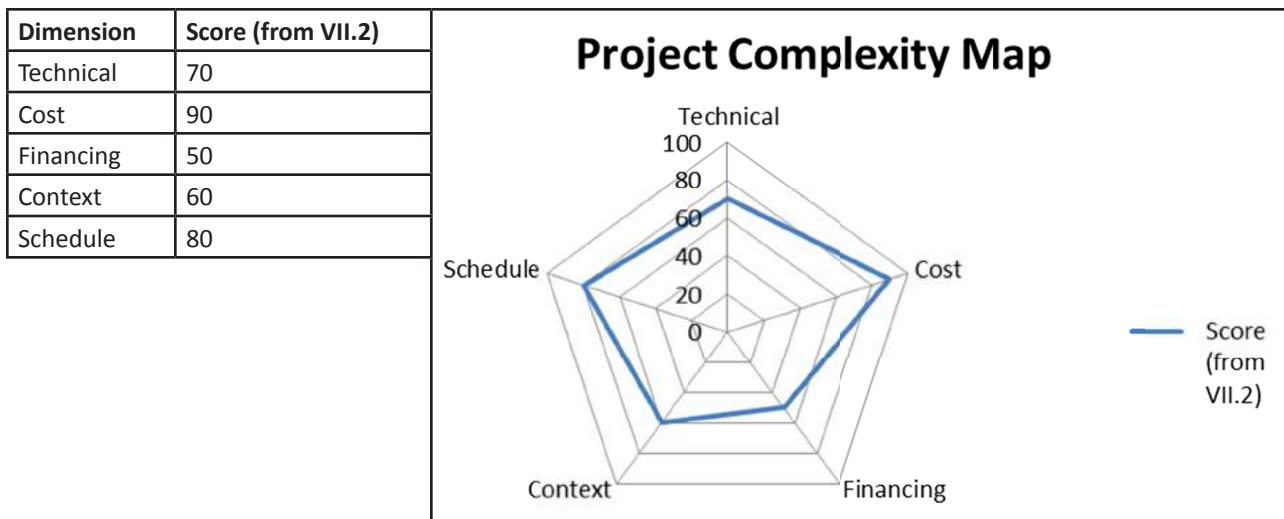 Dimension Score (from VII.2)
Technical 70
Cost 90
Financing 50
Context 60
Schedule 80
Project Complexity Map
Technical
100
80
60
40
20
0
Schedule
Cost
Context
Financing
Score
(from
VII.2)